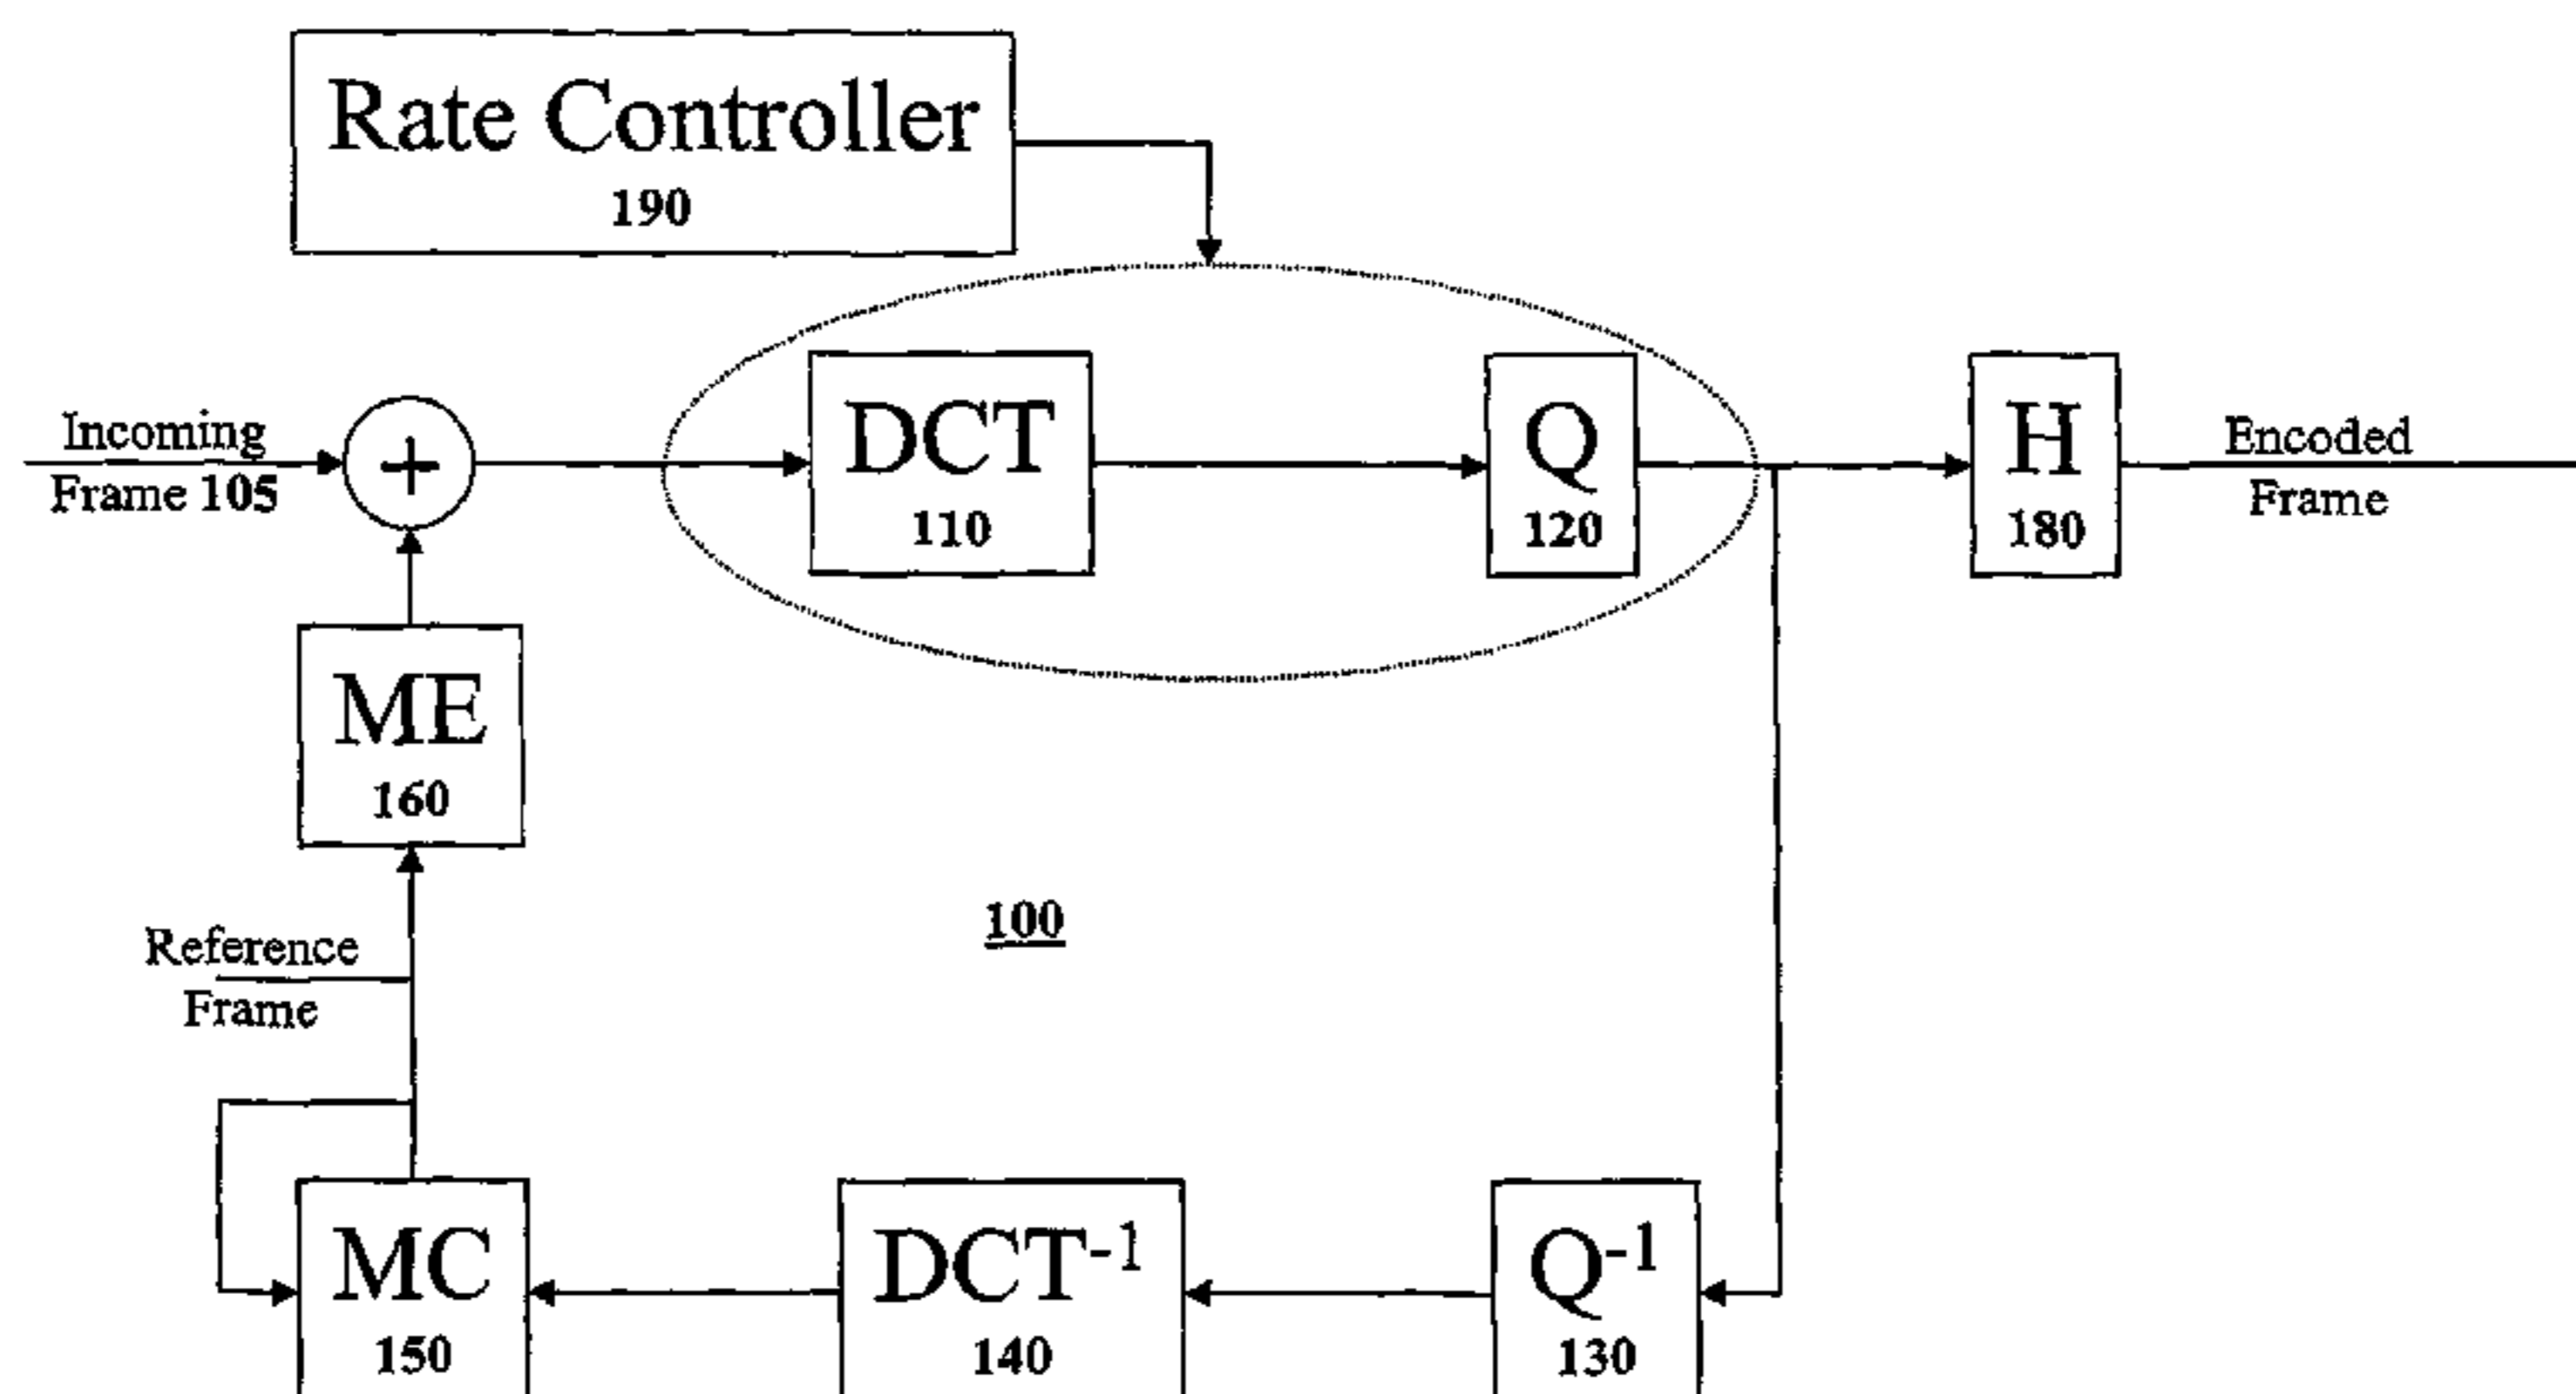 Rate Controller
190
Incoming
Frame 105
+
DCT
110
Q
120
H
180
Encoded
Frame
ME
160
100
Reference
Frame
MC
150
DCT-1
140
Q-1
130